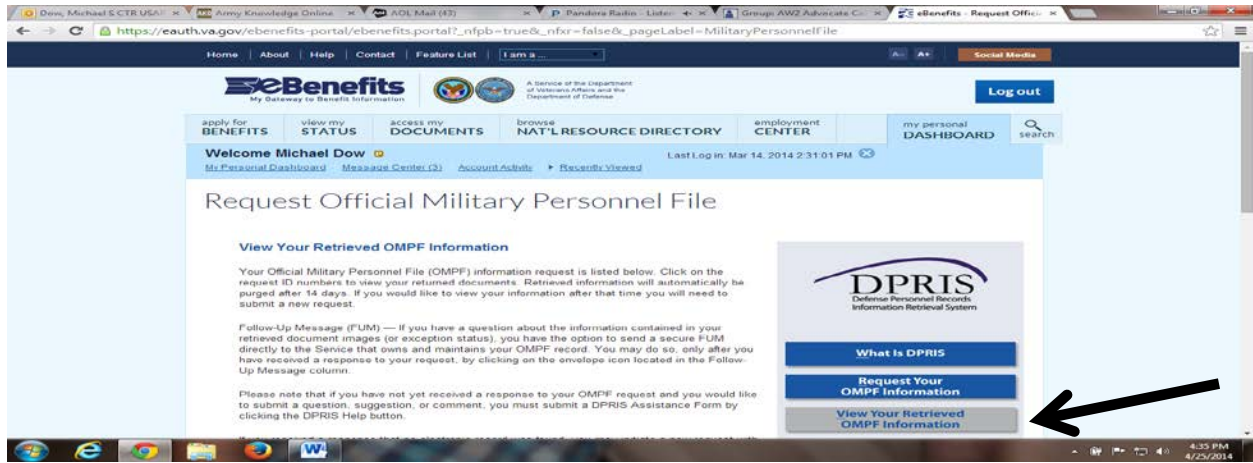 Dow, Michael S CTR USAR
Army Knowledge Online
AOL Mail (43)
Pandora Radio - Listen
Group: AW2 Advocate C
eBenefits - Request Offici
https://eauth.va.gov/ebenefits-portal/ebenefits.portal?_nfpb=true&_nfxr=false&_pageLabel=MilitaryPersonnelFile
Home | About | Help | Contact | Feature List | I am a ...
A- A+ Social Media
eBenefits
My Gateway to Benefit Information
A Service of the Department
of Veterans Affairs and the
Department of Defense
Log out
apply for
BENEFITS
view my
STATUS
access my
DOCUMENTS
browse
NAT'L RESOURCE DIRECTORY
employment
CENTER
my personal
DASHBOARD
search
Welcome Michael Dow
Last Log in: Mar 14, 2014 2:31:01 PM
My Personal Dashboard Message Center (3) Account Activity Recently Viewed
Request Official Military Personnel File
View Your Retrieved OMPF Information
Your Official Military Personnel File (OMPF) information request is listed below. Click on the
request ID numbers to view your returned documents. Retrieved information will automatically be
purged after 14 days. If you would like to view your information after that time you will need to
submit a new request.
Follow-Up Message (FUM) — If you have a question about the information contained in your
retrieved document images (or exception status), you have the option to send a secure FUM
directly to the Service that owns and maintains your OMPF record. You may do so, only after you
have received a response to your request, by clicking on the envelope icon located in the Follow-
Up Message column.
Please note that if you have not yet received a response to your OMPF request and you would like
to submit a question, suggestion, or comment, you must submit a DPRIS Assistance Form by
clicking the DPRIS Help button.
DPRIS
Defense Personnel Records
Information Retrieval System
What Is DPRIS
Request Your
OMPF Information
View Your Retrieved
OMPF Information
4:35 PM
4/25/2014